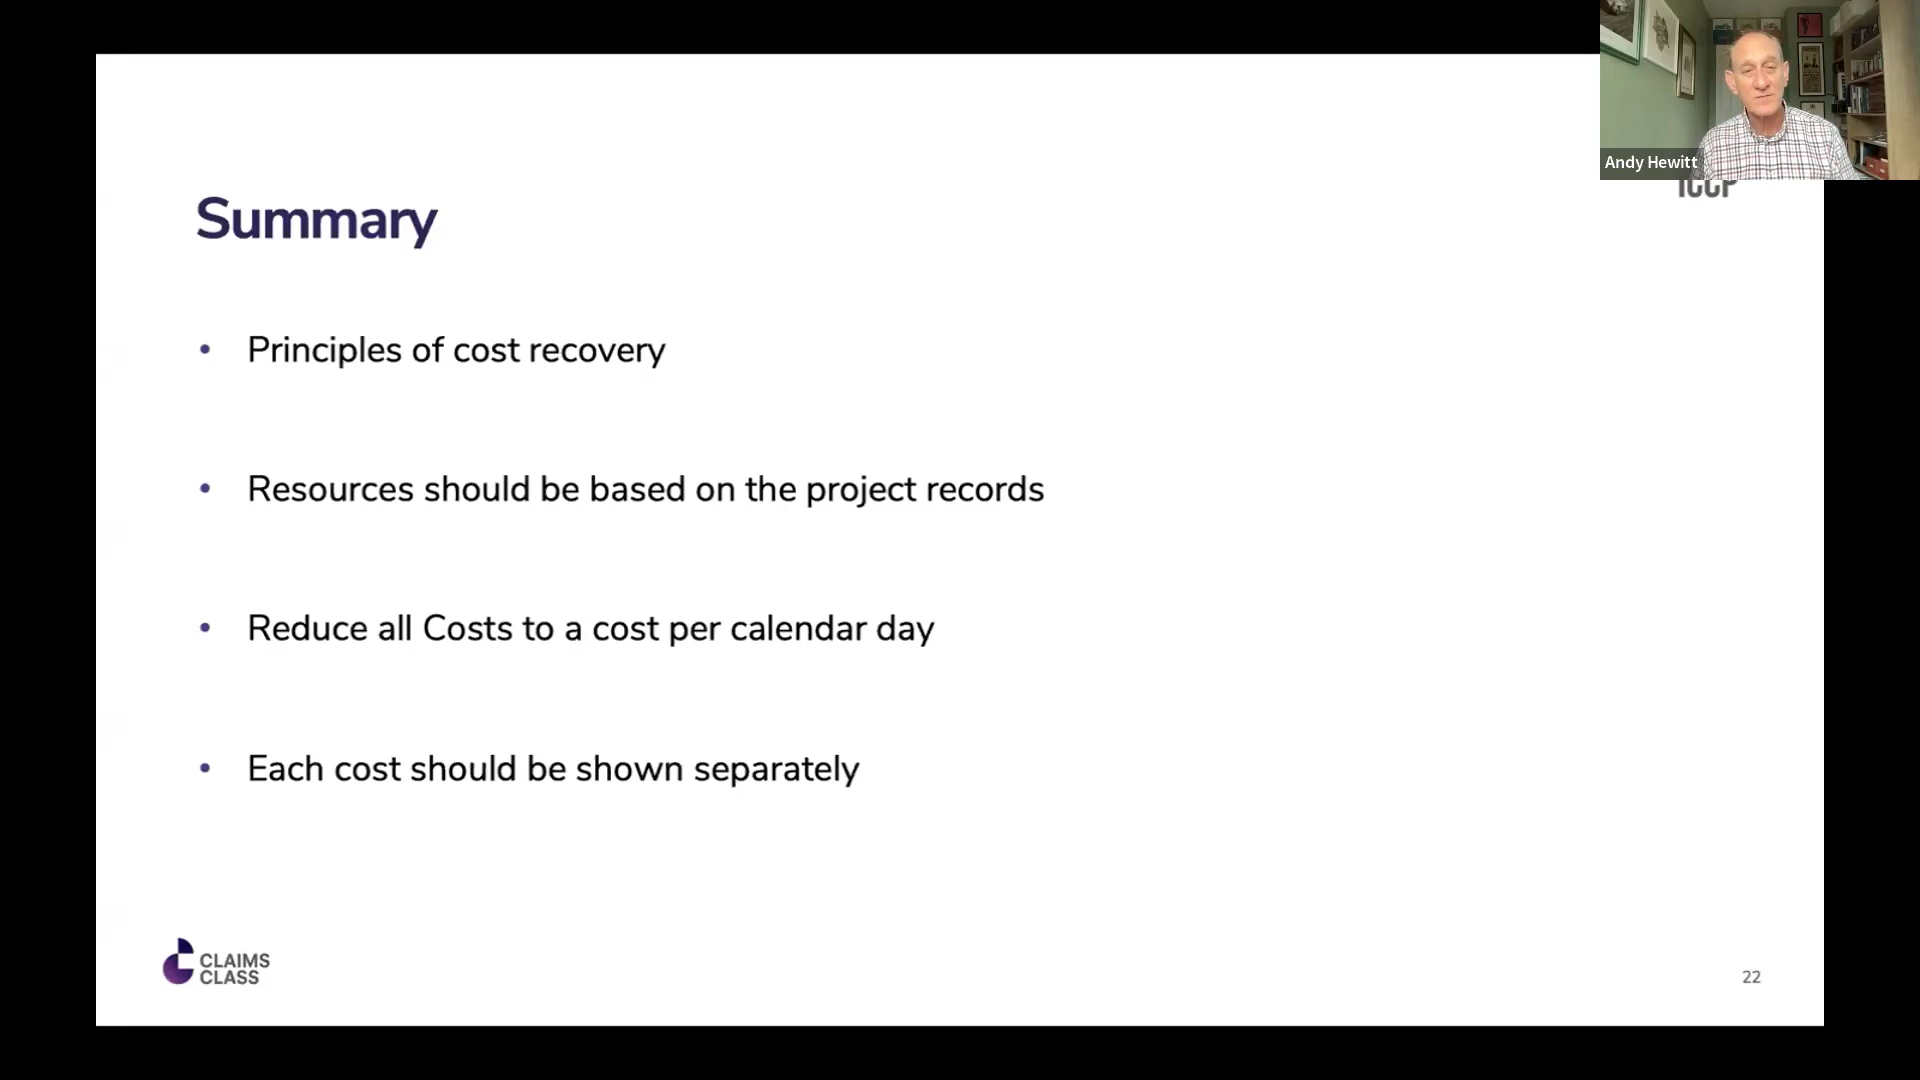 Andy Hewitt
Summary
• Principles of cost recovery
• Resources should be based on the project records
• Reduce all Costs to a cost per calendar day
• Each cost should be shown separately
CLAIMS
CLASS
22